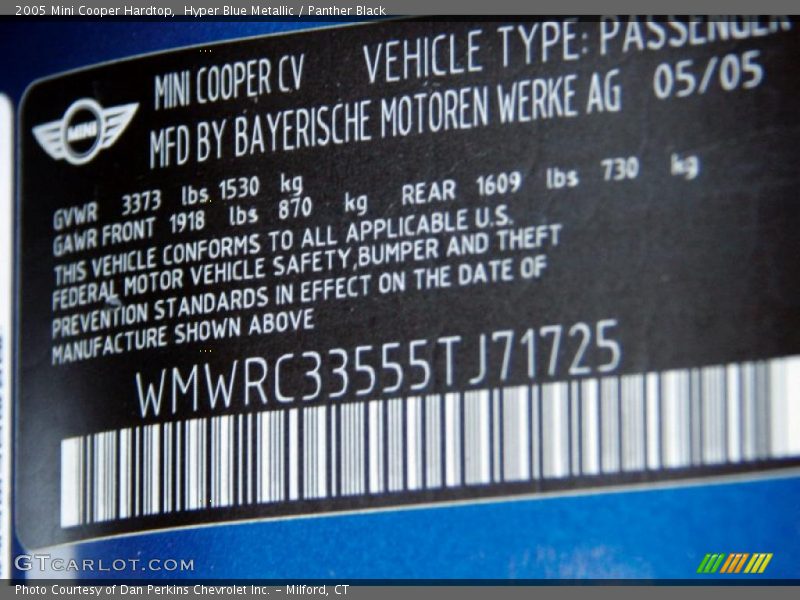 2005 Mini Cooper Hardtop,  Hyper Blue Metallic / Panther Black
MINI COOPER CV VEHICLE TYPE: PASSENGER
MINI
MFD BY BAYERISCHE MOTOREN WERKE AG 05/05
GVWR 3373 lbs 1530 kg
GAWR FRONT 1918 lbs 870 kg REAR 1609 lbs 730 kg
THIS VEHICLE CONFORMS TO ALL APPLICABLE U.S.
FEDERAL MOTOR VEHICLE SAFETY,BUMPER AND THEFT
PREVENTION STANDARDS IN EFFECT ON THE DATE OF
MANUFACTURE SHOWN ABOVE
WMWRC33555TJ71725
GTCARLOT.COM
Photo Courtesy of Dan Perkins Chevrolet Inc. - Milford, CT